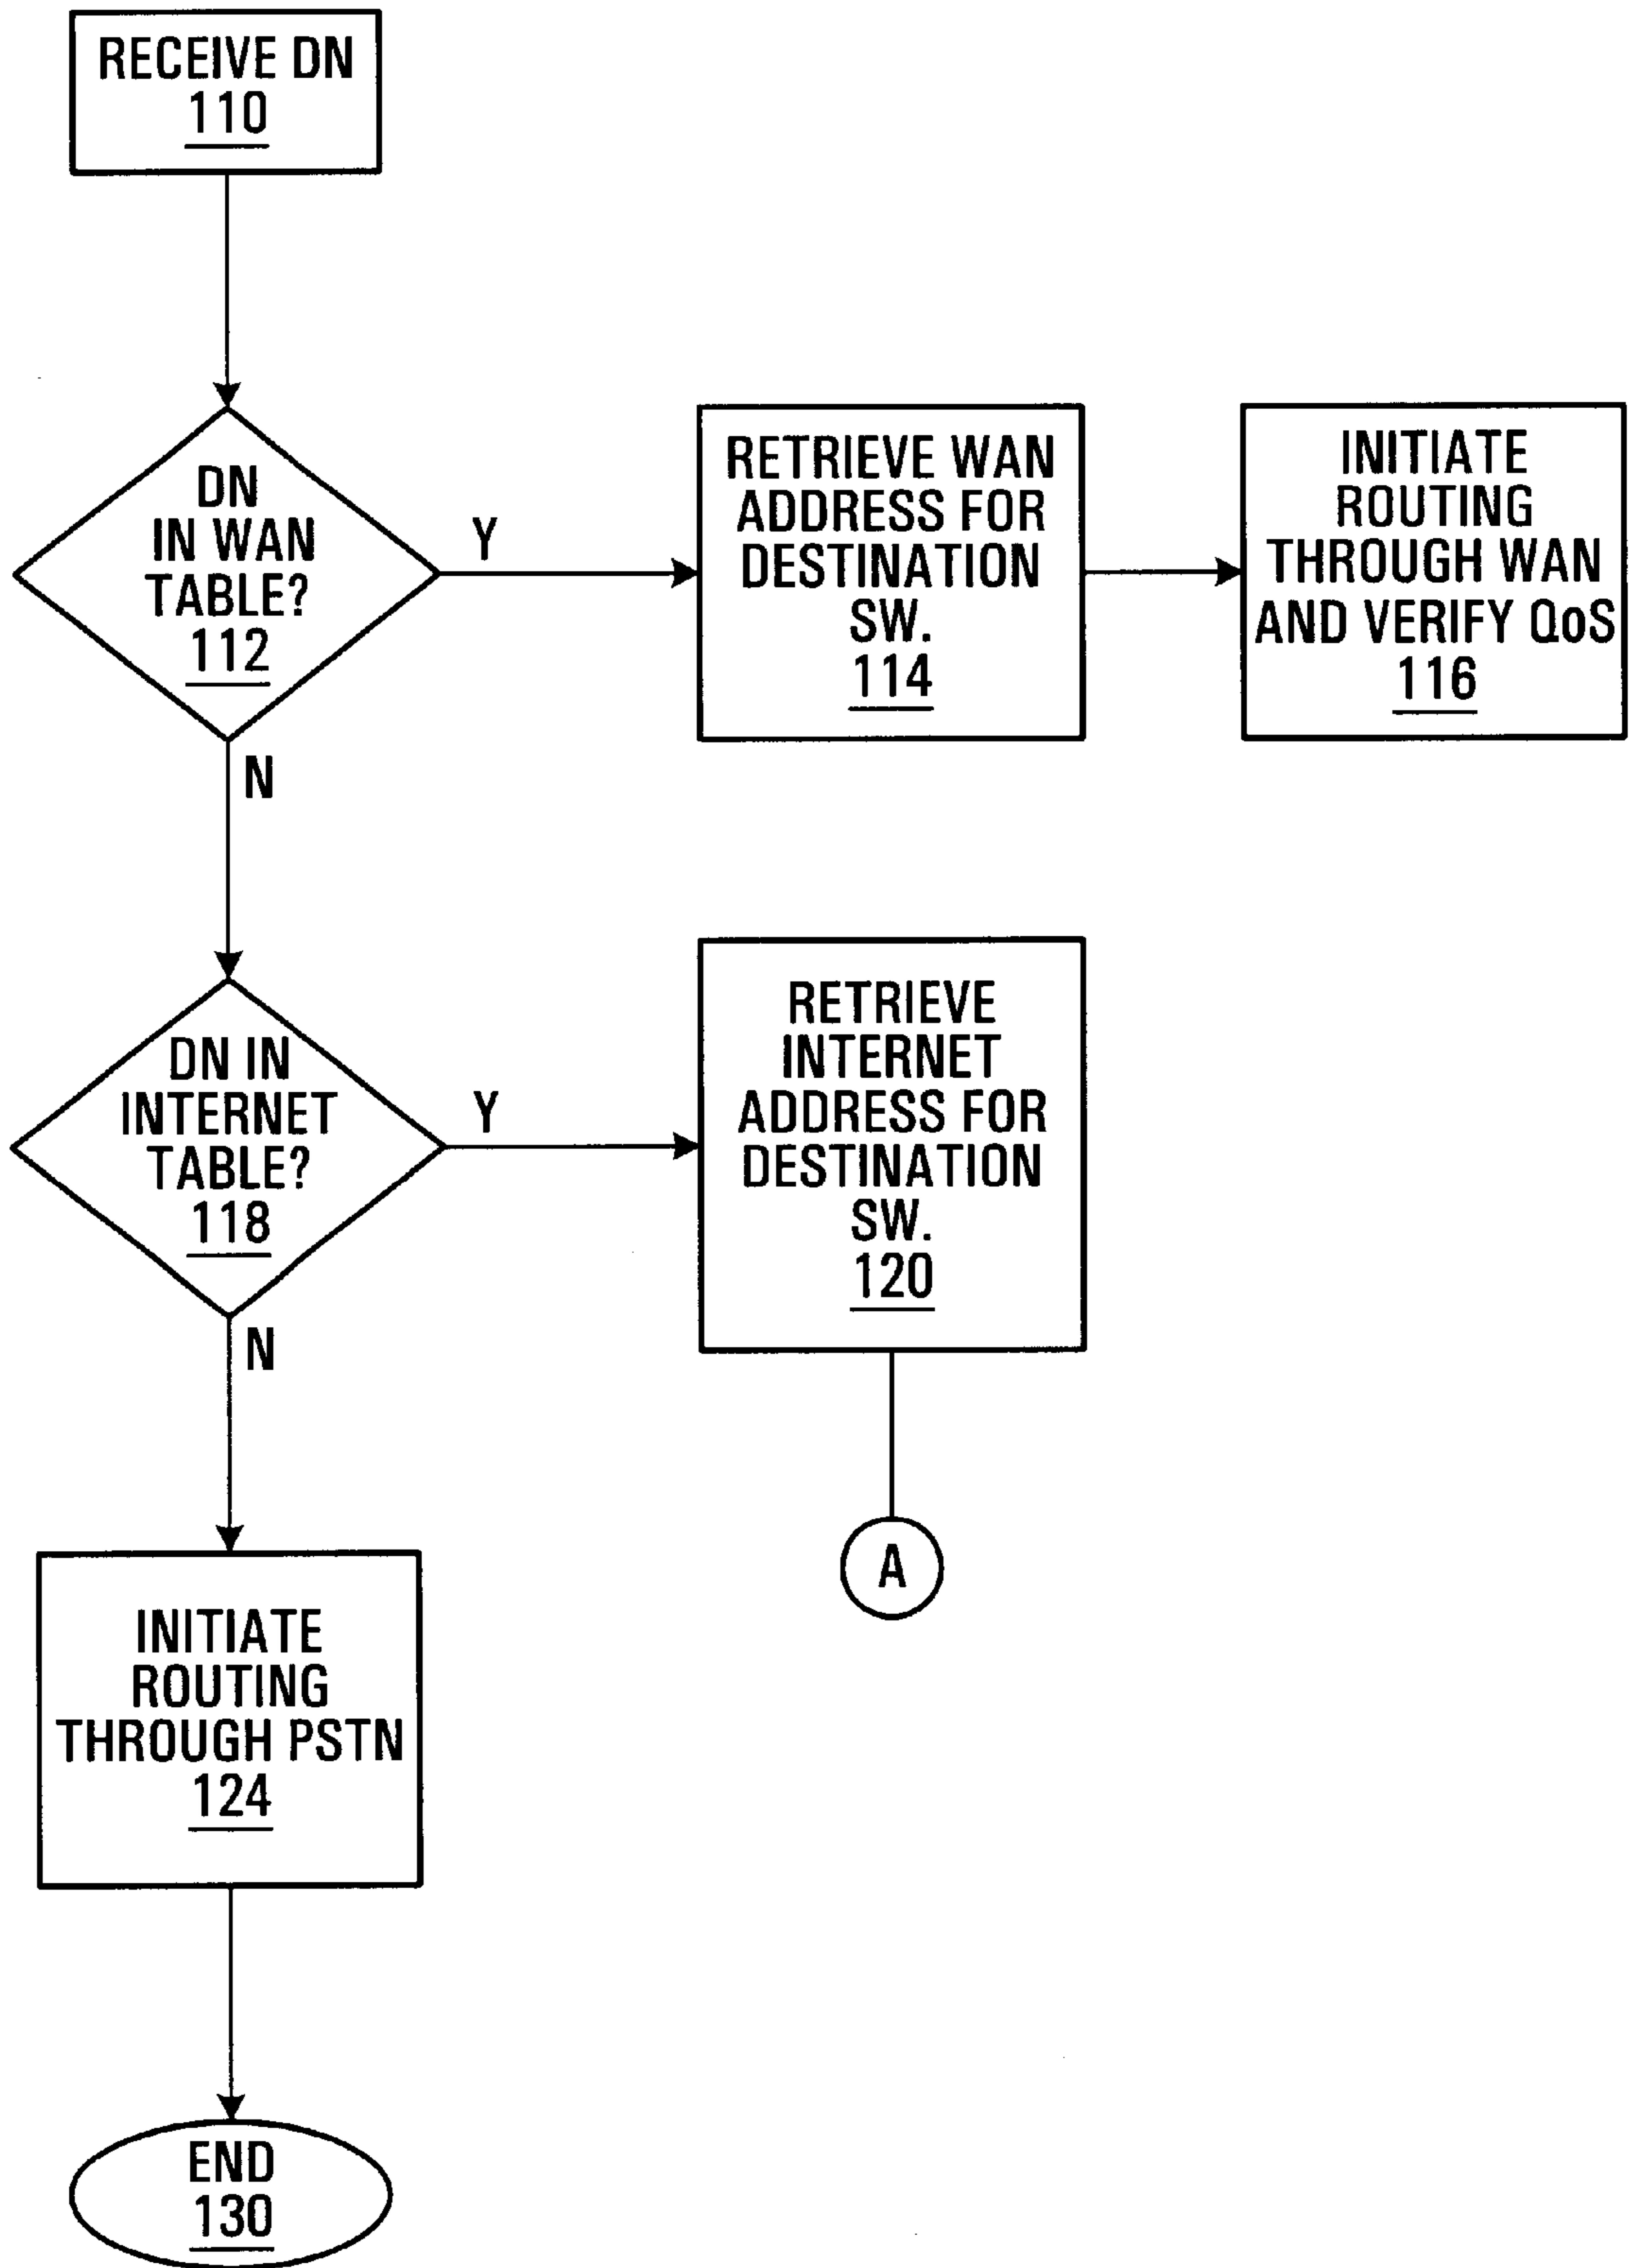 RECEIVE DN
110
DN
IN WAN
TABLE?
112
Y
N
RETRIEVE WAN
ADDRESS FOR
DESTINATION
SW.
114
INITIATE
ROUTING
THROUGH WAN
AND VERIFY QoS
116
DN IN
INTERNET
TABLE?
118
Y
N
RETRIEVE
INTERNET
ADDRESS FOR
DESTINATION
SW.
120
A
INITIATE
ROUTING
THROUGH PSTN
124
END
130